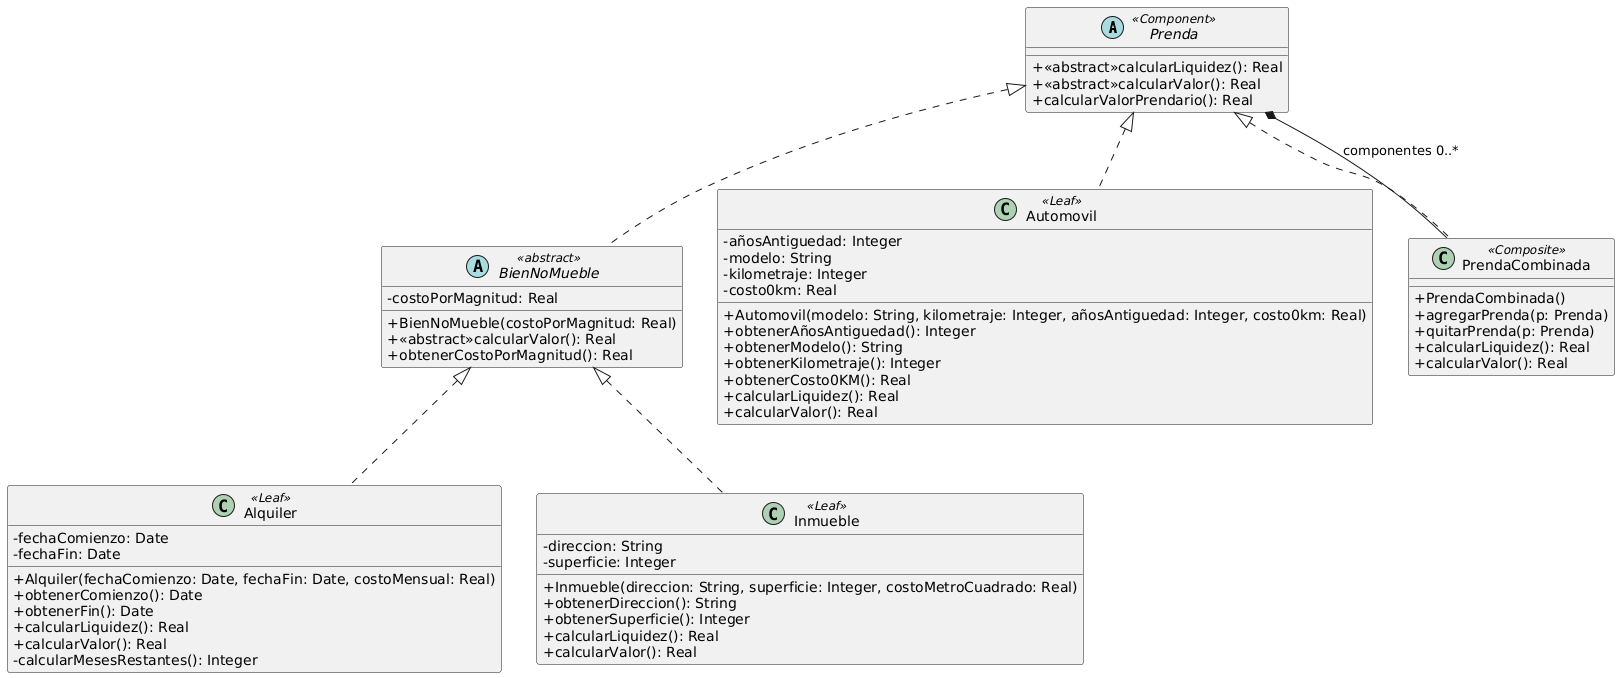 A
«Component»
Prenda
+«abstract»calcularLiquidez(): Real
+«abstract»calcularValor(): Real
+calcularValorPrendario(): Real
componentes 0..*
C
«Leaf»
Automovil
-añosAntiguedad: Integer
-modelo: String
-kilometraje: Integer
-costo0km: Real
+Automovil(modelo: String, kilometraje: Integer, añosAntiguedad: Integer, costo0km: Real)
+obtenerAñosAntiguedad(): Integer
+obtenerModelo(): String
+obtenerKilometraje(): Integer
+obtenerCosto0KM(): Real
+calcularLiquidez(): Real
+calcularValor(): Real
A
«abstract»
BienNoMueble
-costoPorMagnitud: Real
+BienNoMueble(costoPorMagnitud: Real)
+«abstract»calcularValor(): Real
+obtenerCostoPorMagnitud(): Real
C
«Composite»
PrendaCombinada
+PrendaCombinada()
+agregarPrenda(p: Prenda)
+quitarPrenda(p: Prenda)
+calcularLiquidez(): Real
+calcularValor(): Real
C
«Leaf»
Alquiler
-fechaComienzo: Date
-fechaFin: Date
+Alquiler(fechaComienzo: Date, fechaFin: Date, costoMensual: Real)
+obtenerComienzo(): Date
+obtenerFin(): Date
+calcularLiquidez(): Real
+calcularValor(): Real
-calcularMesesRestantes(): Integer
C
«Leaf»
Inmueble
-direccion: String
-superficie: Integer
+Inmueble(direccion: String, superficie: Integer, costoMetroCuadrado: Real)
+obtenerDireccion(): String
+obtenerSuperficie(): Integer
+calcularLiquidez(): Real
+calcularValor(): Real